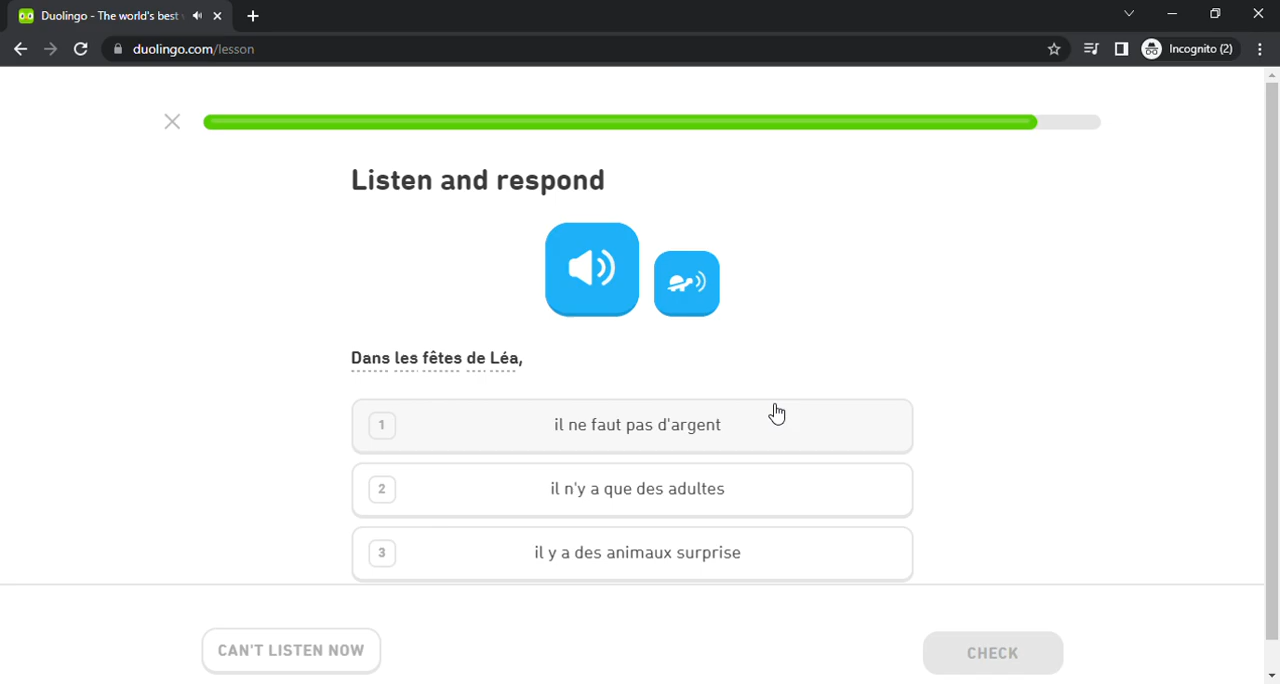 Duolingo - The world's best
duolingo.com/lesson
Incognito (2)
Listen and respond
Dans les fêtes de Léa,
1 il ne faut pas d'argent
2 il n'y a que des adultes
3 il y a des animaux surprise
CAN'T LISTEN NOW
CHECK